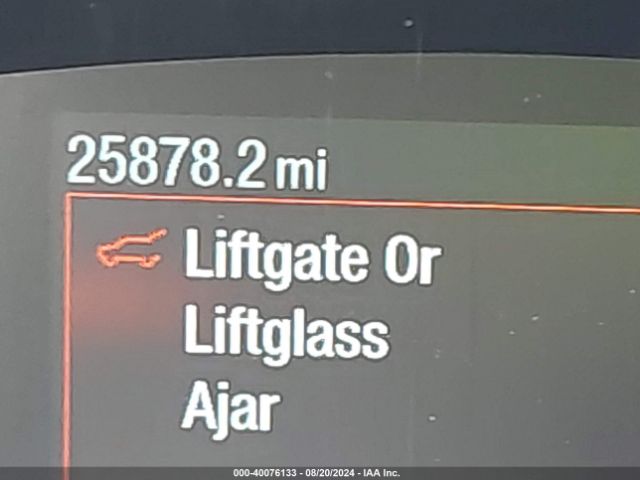 25878.2 mi
Liftgate Or
Liftglass
Ajar
000-40076133 - 08/20/2024 - IAA Inc.